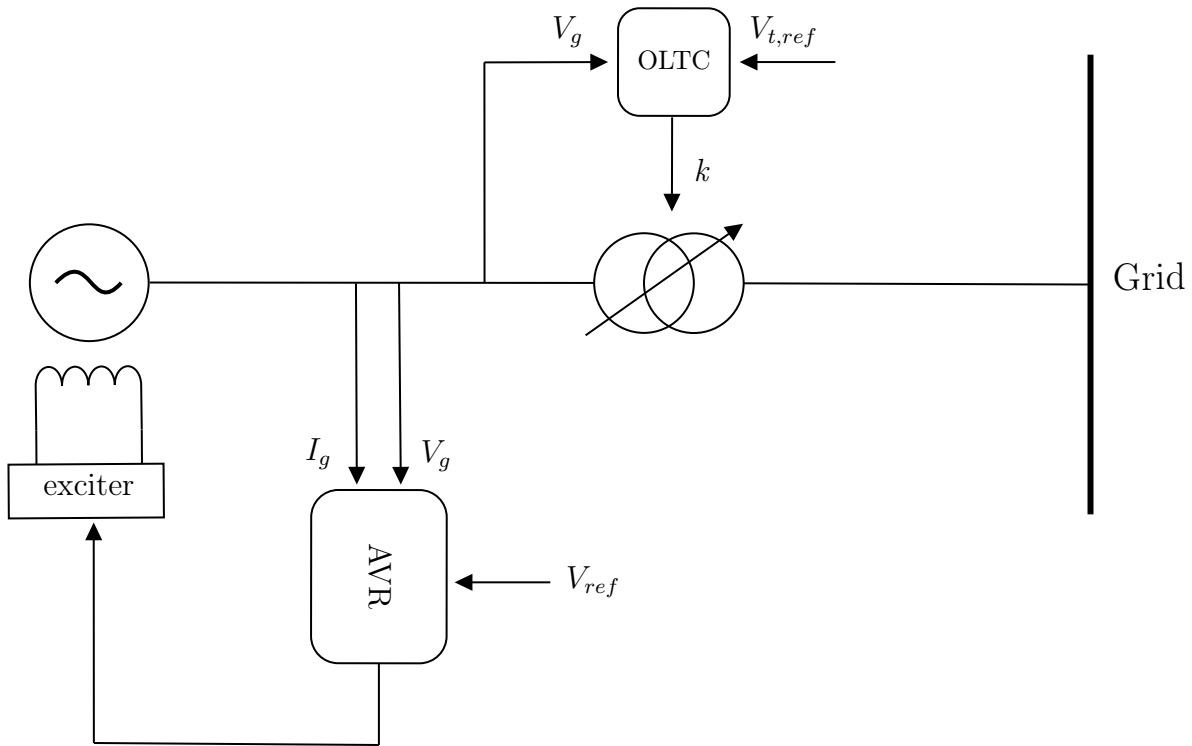 V_g
OLTC
V_{t,ref}
k
Grid
I_g
V_g
exciter
AVR
V_{ref}